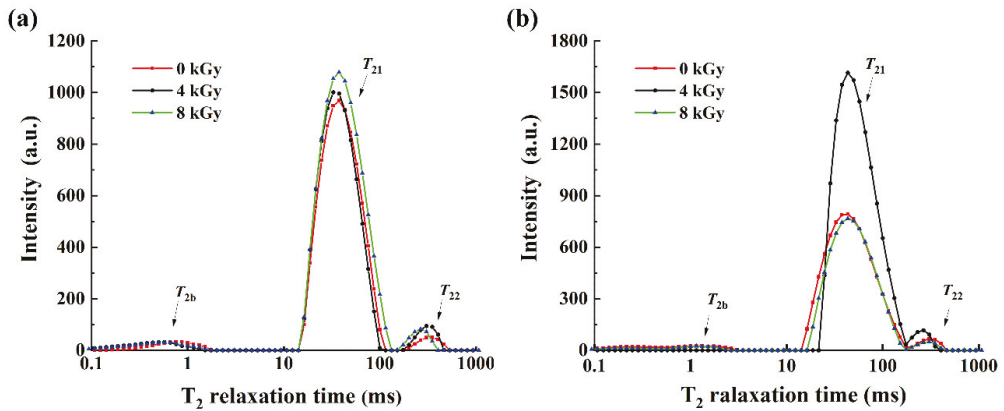 (a)
1200
1000
800
600
400
200
0
Intensity (a.u.)
0 kGy
4 kGy
8 kGy
T21
T2b
T22
0.1 1 10 100 1000
T2 relaxation time (ms)
(b)
1800
1500
1200
900
600
300
0
Intensity (a.u.)
0 kGy
4 kGy
8 kGy
T21
T2b
T22
0.1 1 10 100 1000
T2 ralaxation time (ms)